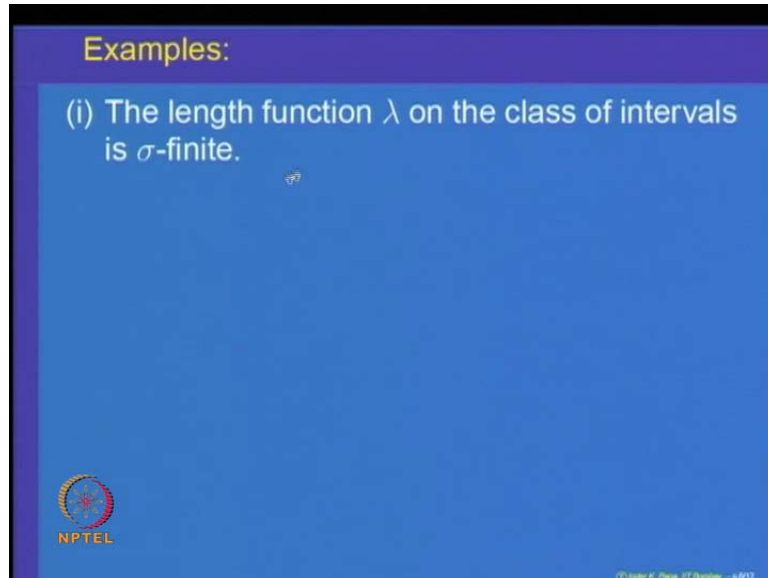 Examples:
(i) The length function λ on the class of intervals
is σ-finite.
NPTEL